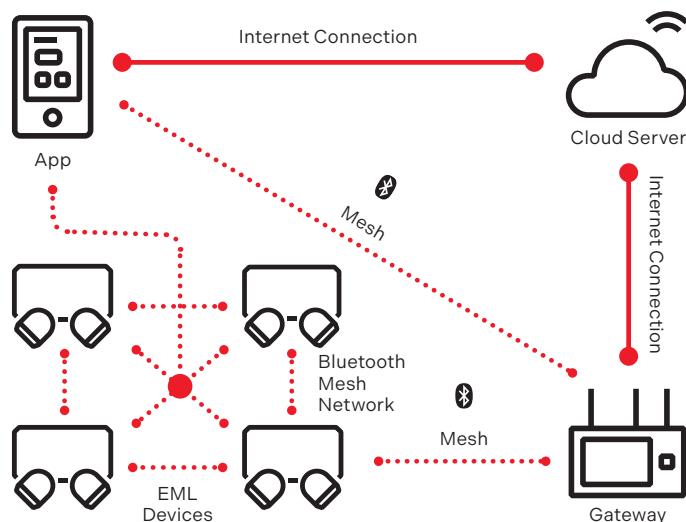 Internet Connection
App
Cloud Server
Internet Connection
Mesh
Bluetooth
Mesh
Network
Mesh
EML
Devices
Gateway